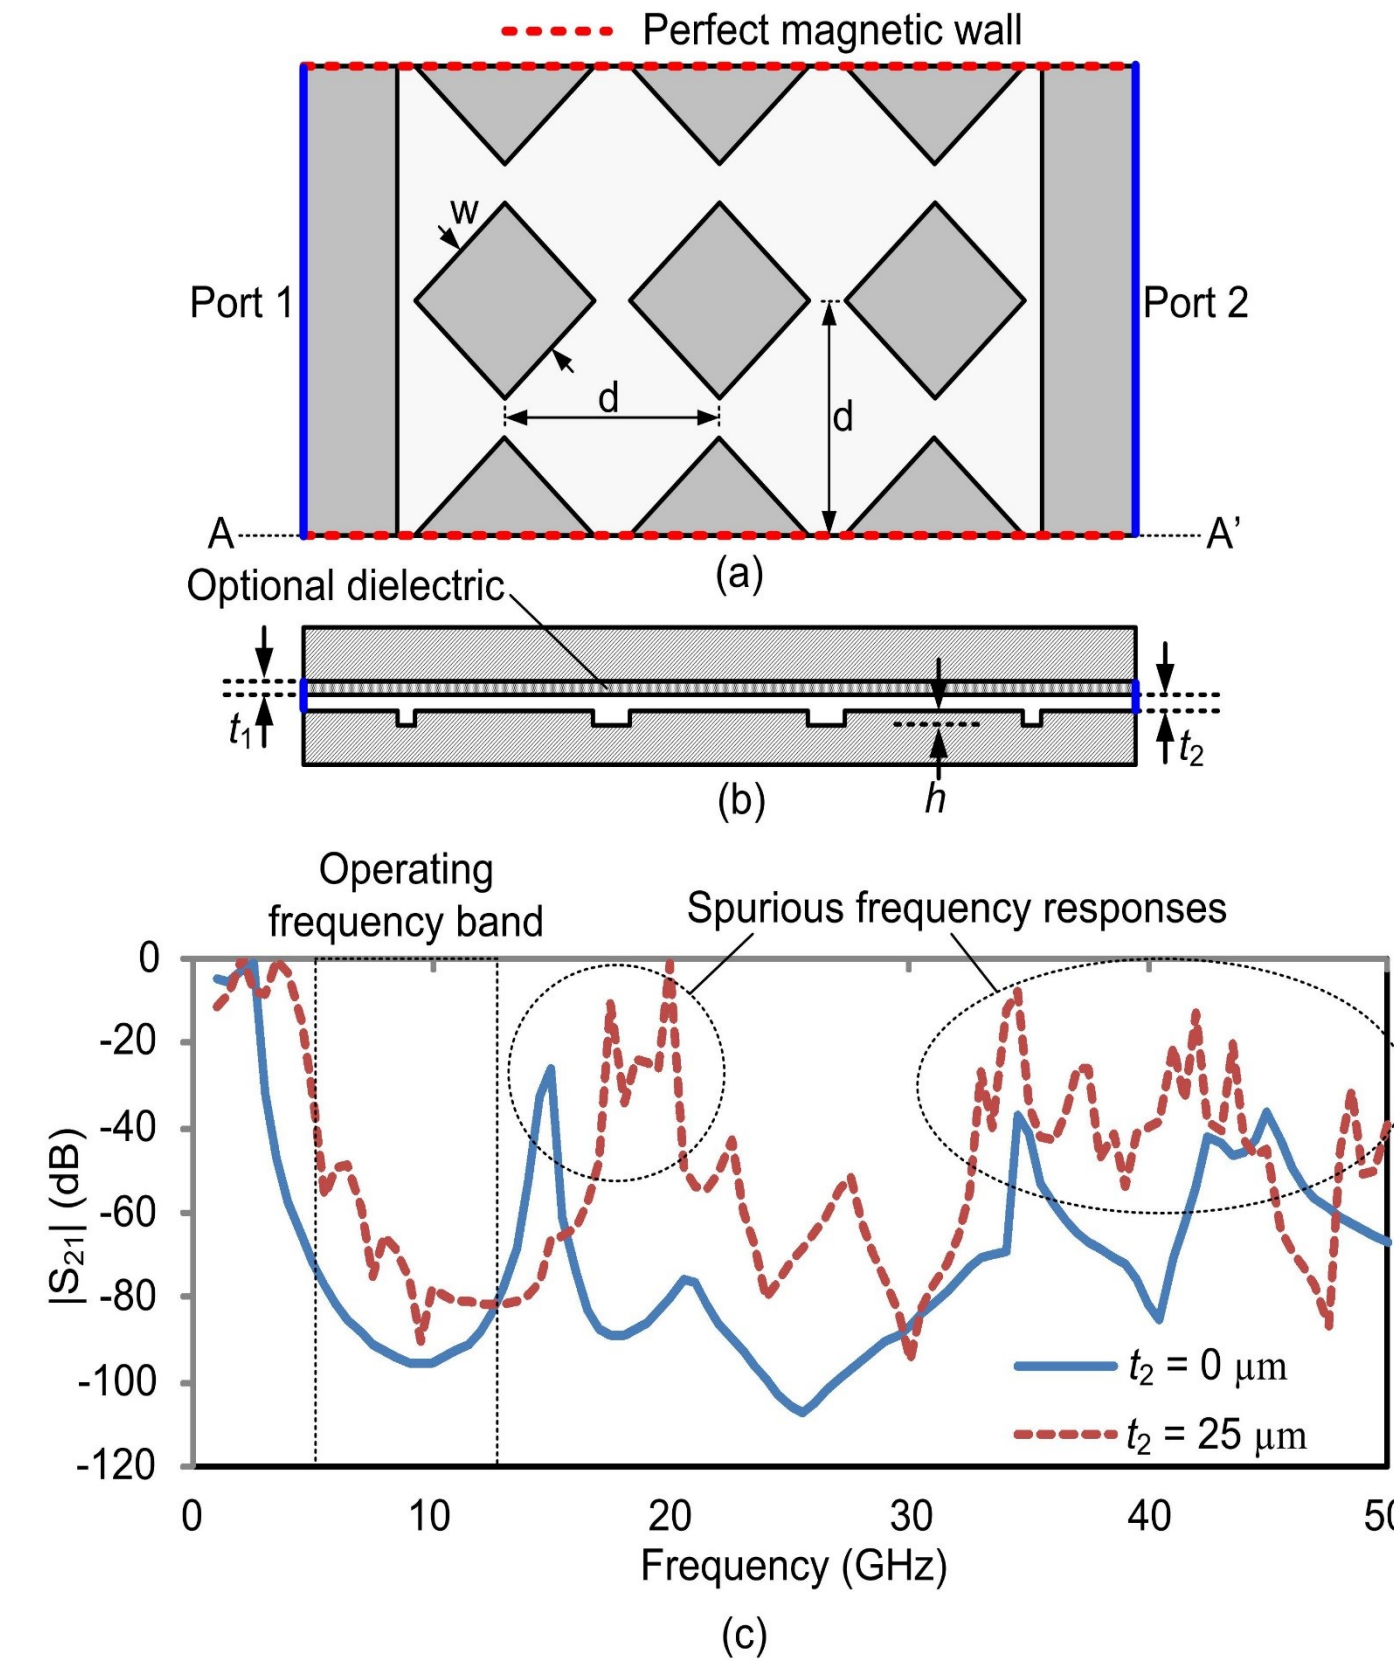 Perfect magnetic wall
w
Port 1
Port 2
d
d
A
A’
(a)
Optional dielectric
t1
t2
h
(b)
Operating
frequency band
Spurious frequency responses
0
-20
-40
-60
-80
-100
-120
|S21| (dB)
t2 = 0 µm
t2 = 25 µm
0 10 20 30 40 50
Frequency (GHz)
(c)